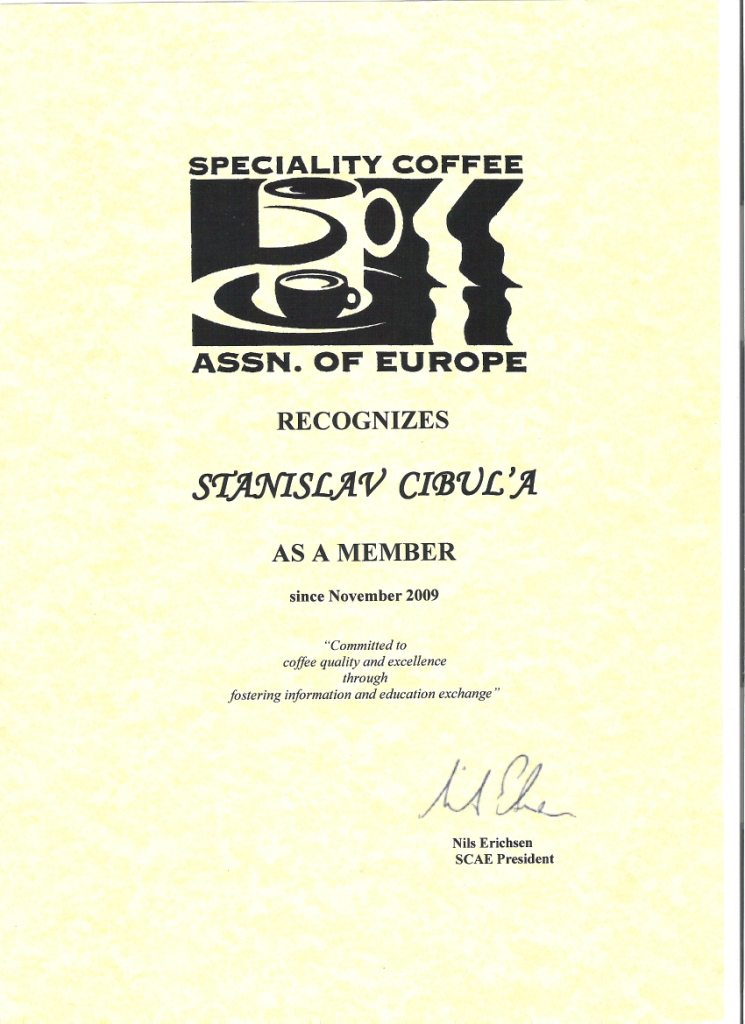 SPECIALITY COFFEE
ASSN. OF EUROPE
RECOGNIZES
STANISLAV CIBUL'A
AS A MEMBER
since November 2009
“Committed to
coffee quality and excellence
through
fostering information and education exchange”
Nils Erichsen
SCAE President